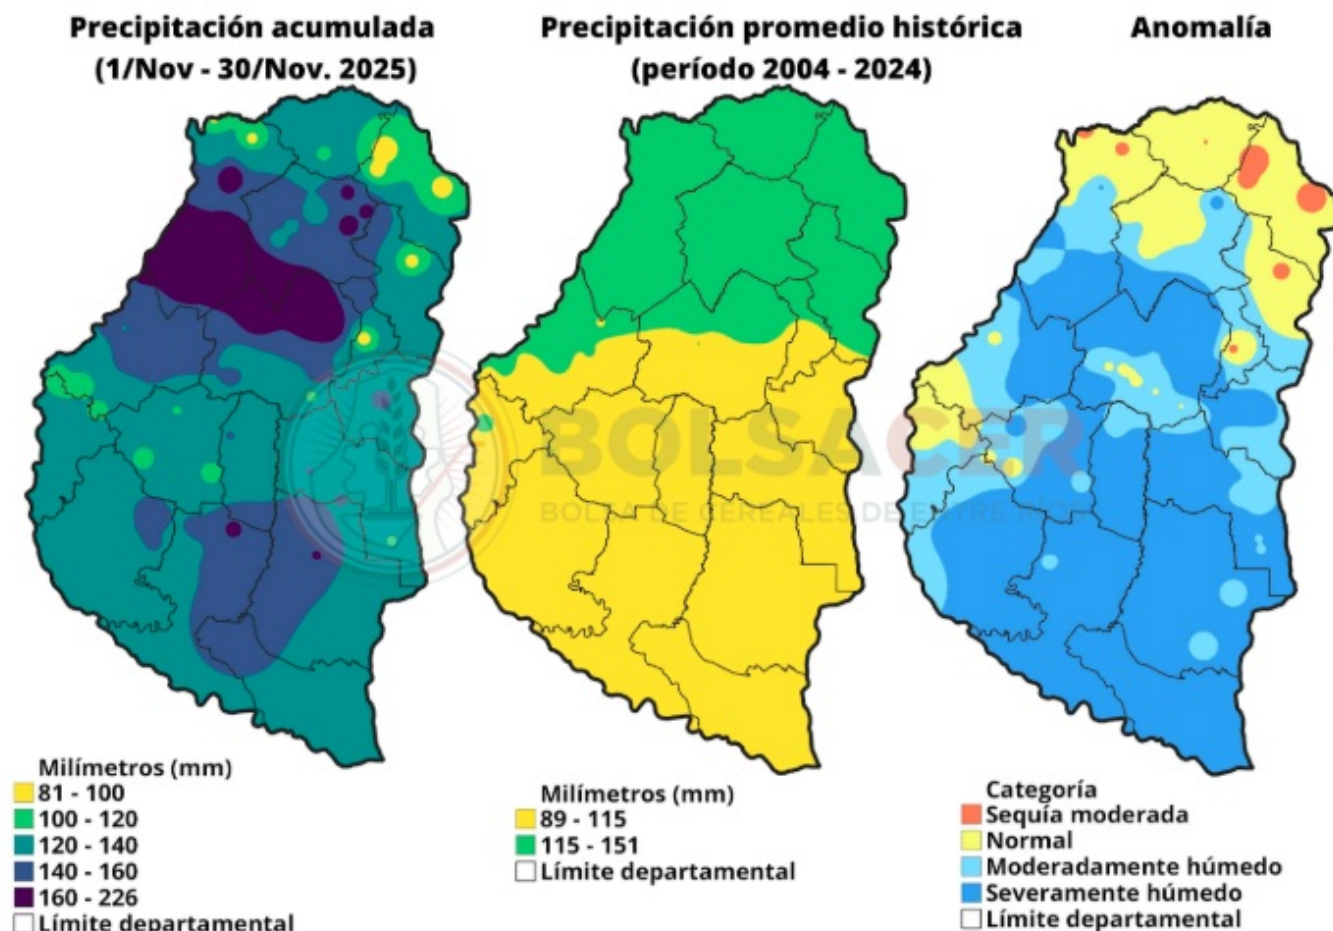 Precipitación acumulada
(1/Nov - 30/Nov. 2025)
Precipitación promedio histórica
(período 2004 - 2024)
Anomalía
BOLSACER
BOLSA DE CEREALES DE ENTRE RÍOS
Milímetros (mm)
81 - 100
100 - 120
120 - 140
140 - 160
160 - 226
Límite departamental
Milímetros (mm)
89 - 115
115 - 151
Límite departamental
Categoría
Sequía moderada
Normal
Moderadamente húmedo
Severamente húmedo
Límite departamental